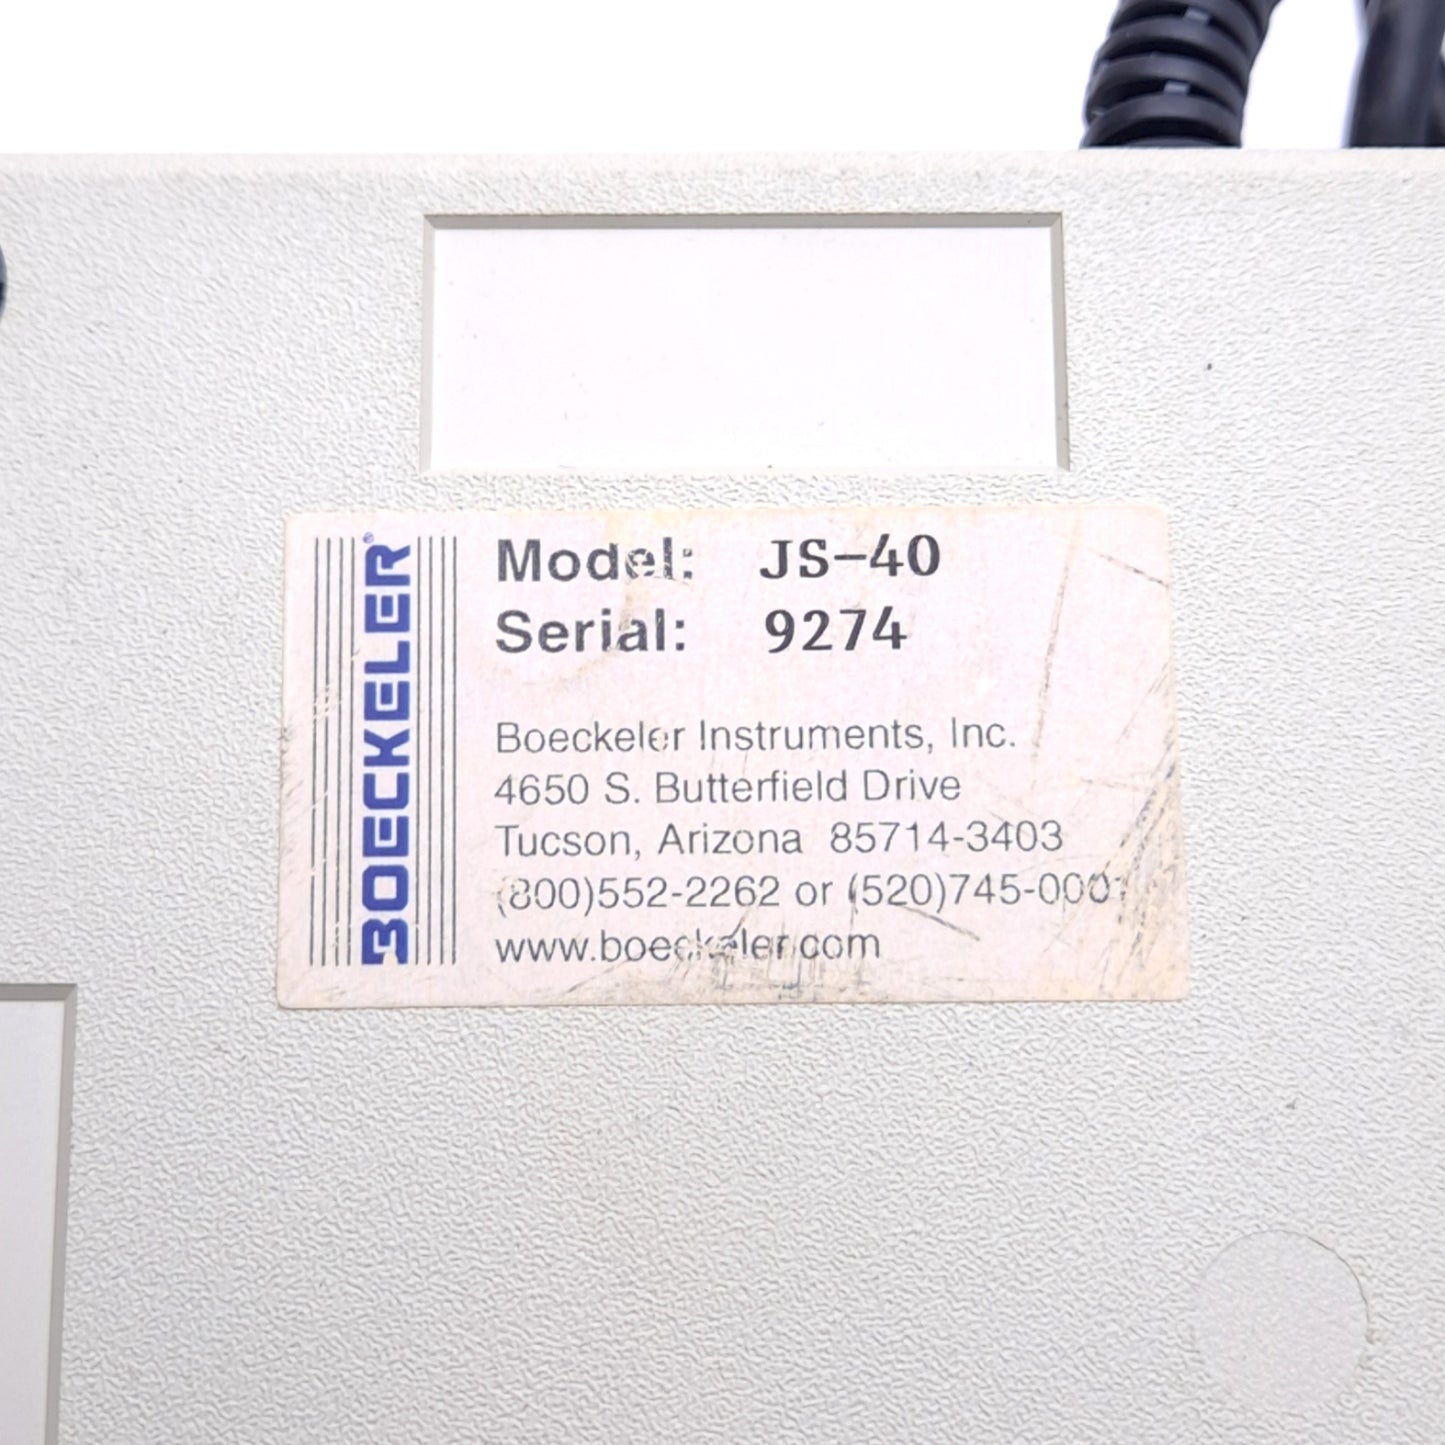 BOECKELER®
Model: JS-40
Serial: 9274
Boeckeler Instruments, Inc.
4650 S. Butterfield Drive
Tucson, Arizona 85714-3403
(800)552-2262 or (520)745-0001
www.boeckeler.com